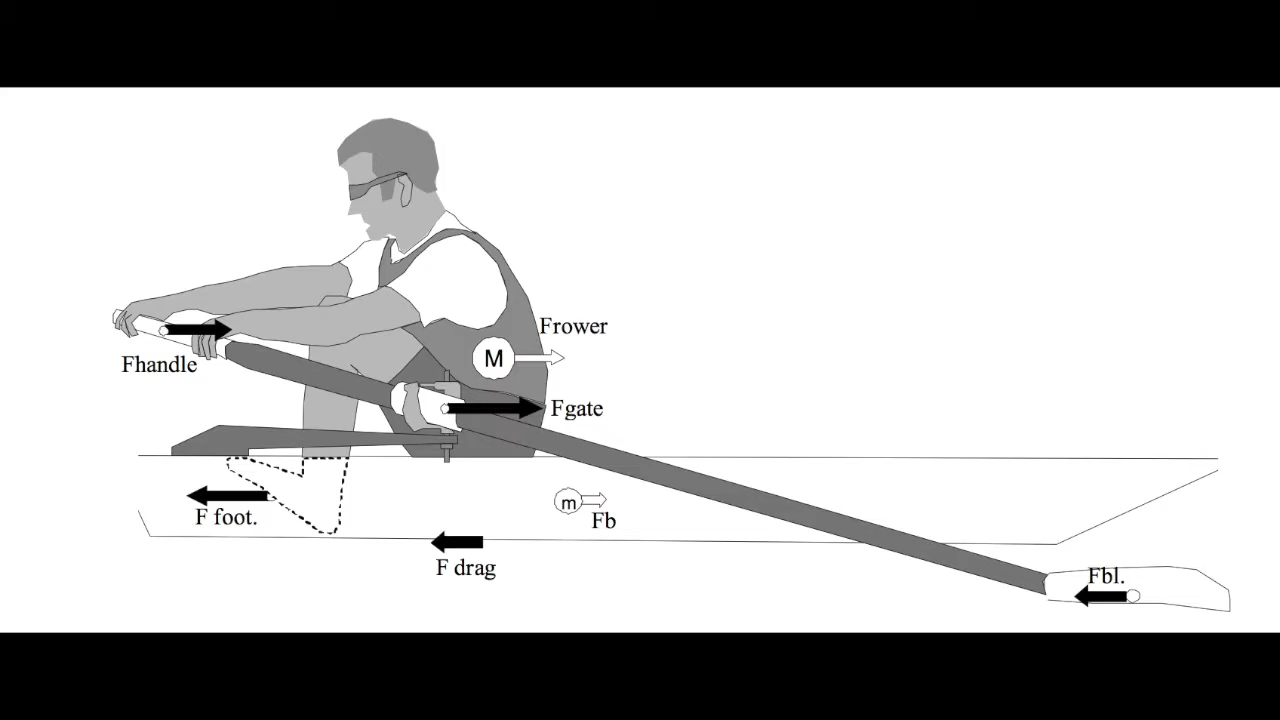 Frower
M
Fhandle
Fgate
m
F foot.
Fb
F drag
Fbl.